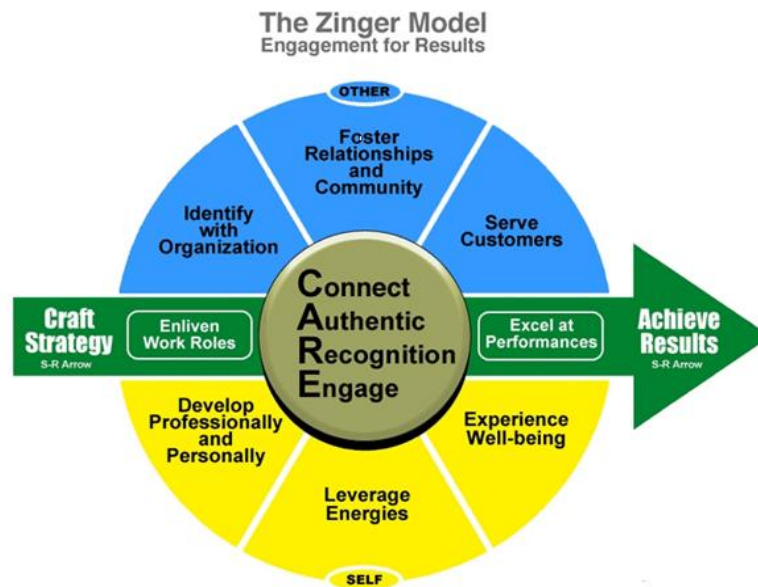 The Zinger Model
Engagement for Results
OTHER
Foster
Relationships
and
Community
Identify
with
Organization
Serve
Customers
Craft
Strategy
S-R Arrow
Enliven
Work Roles
Connect
Authentic
Recognition
Engage
Excel at
Performances
Achieve
Results
S-R Arrow
Develop
Professionally
and
Personally
Experience
Well-being
Leverage
Energies
SELF